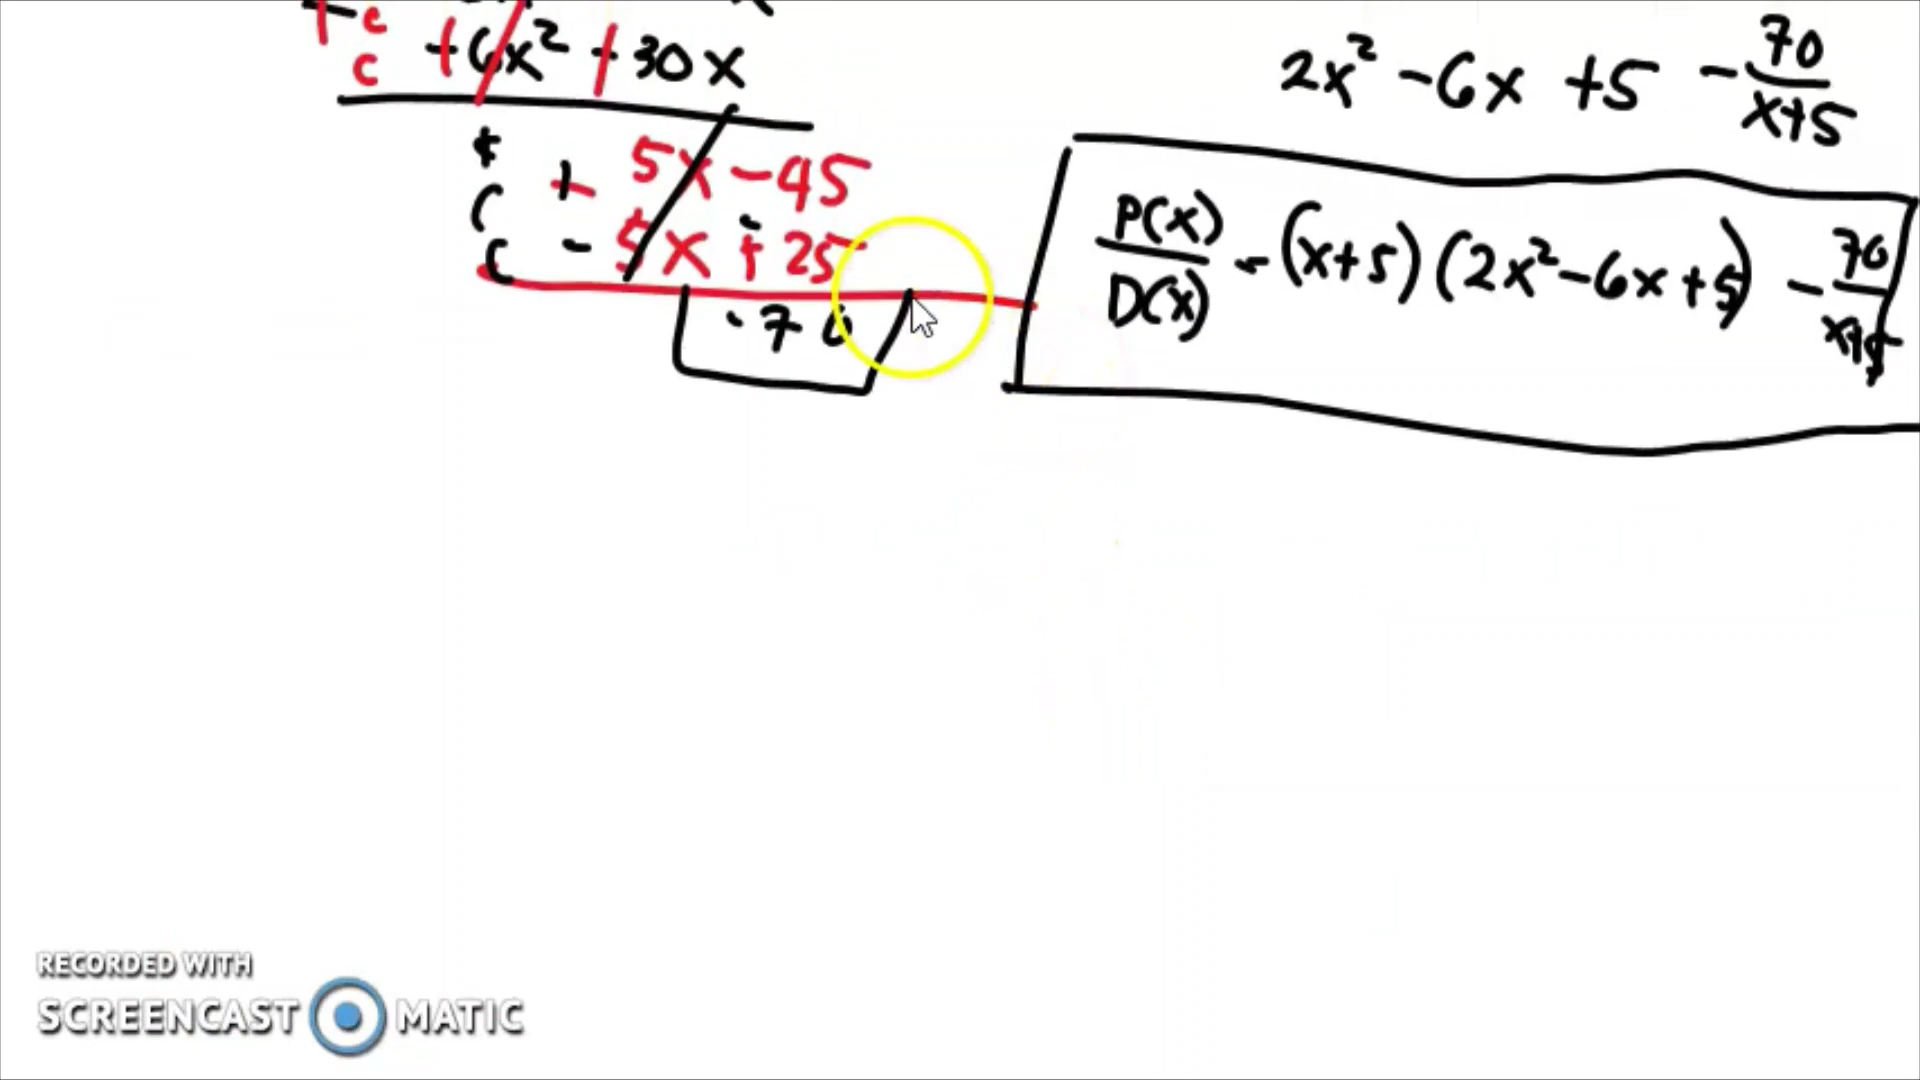 +6x² +30x
+ 5x - 45
- 5x + 25
-70
2x² - 6x + 5 - 70/(x+5)
P(x)/D(x) - (x+5)(2x² - 6x + 5) - 70/(x+5)
RECORDED WITH
SCREENCAST MATIC